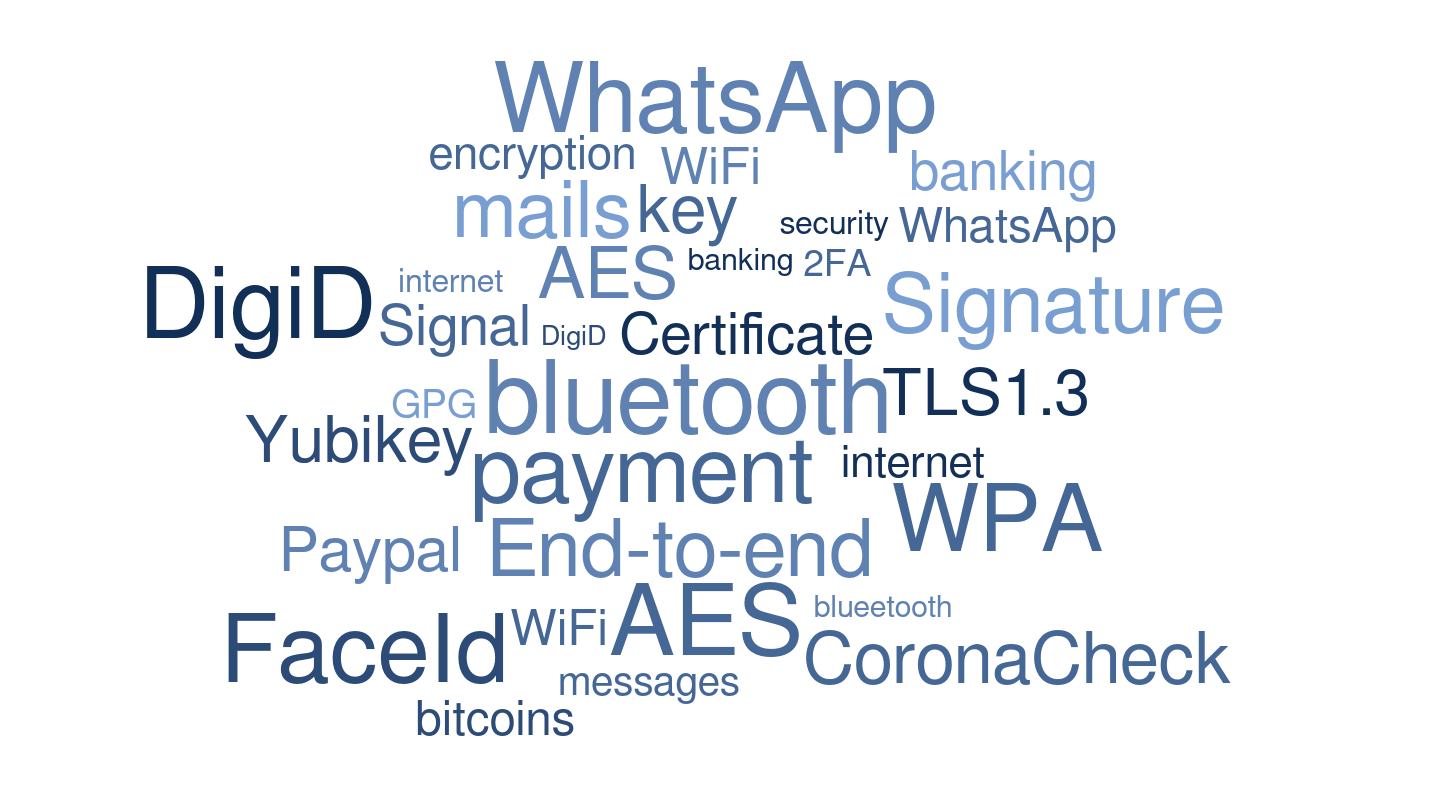 WhatsApp
encryption WiFi banking
mails key security WhatsApp
AES banking 2FA
DigiD internet Signature
Signal DigiD Certificate
GPG bluetooth TLS1.3
Yubikey payment internet
WPA
Paypal End-to-end
FaceId WiFi AES blueetooth
CoronaCheck
messages
bitcoins